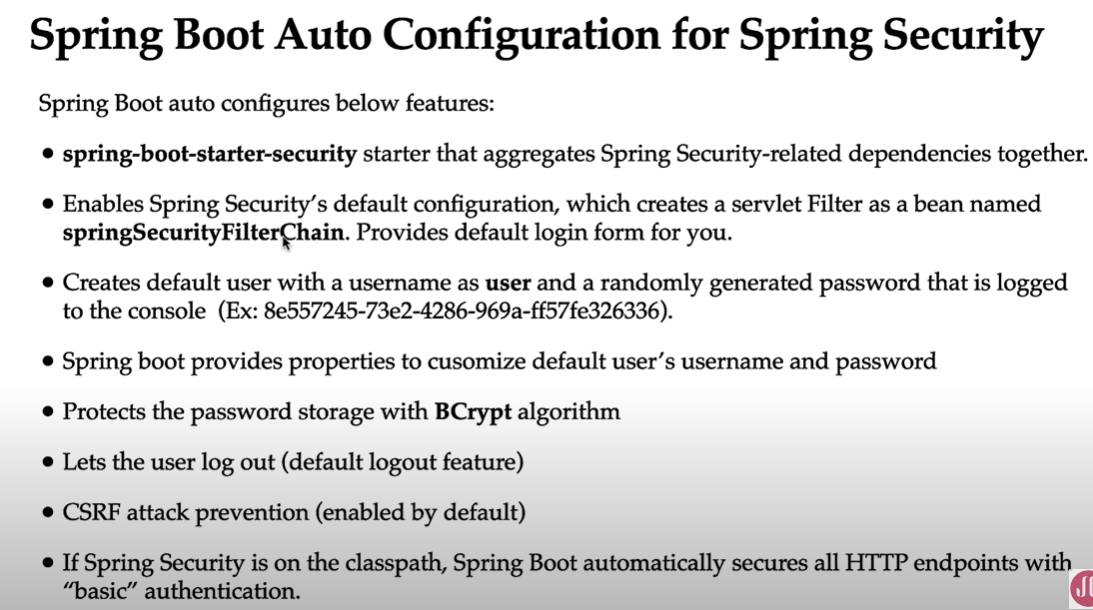 Spring Boot Auto Configuration for Spring Security
Spring Boot auto configures below features:
• spring-boot-starter-security starter that aggregates Spring Security-related dependencies together.
• Enables Spring Security's default configuration, which creates a servlet Filter as a bean named
springSecurityFilterChain. Provides default login form for you.
• Creates default user with a username as user and a randomly generated password that is logged
to the console (Ex: 8e557245-73e2-4286-969a-ff57fe326336).
• Spring boot provides properties to cusomize default user's username and password
• Protects the password storage with BCrypt algorithm
• Lets the user log out (default logout feature)
• CSRF attack prevention (enabled by default)
• If Spring Security is on the classpath, Spring Boot automatically secures all HTTP endpoints with
“basic” authentication.